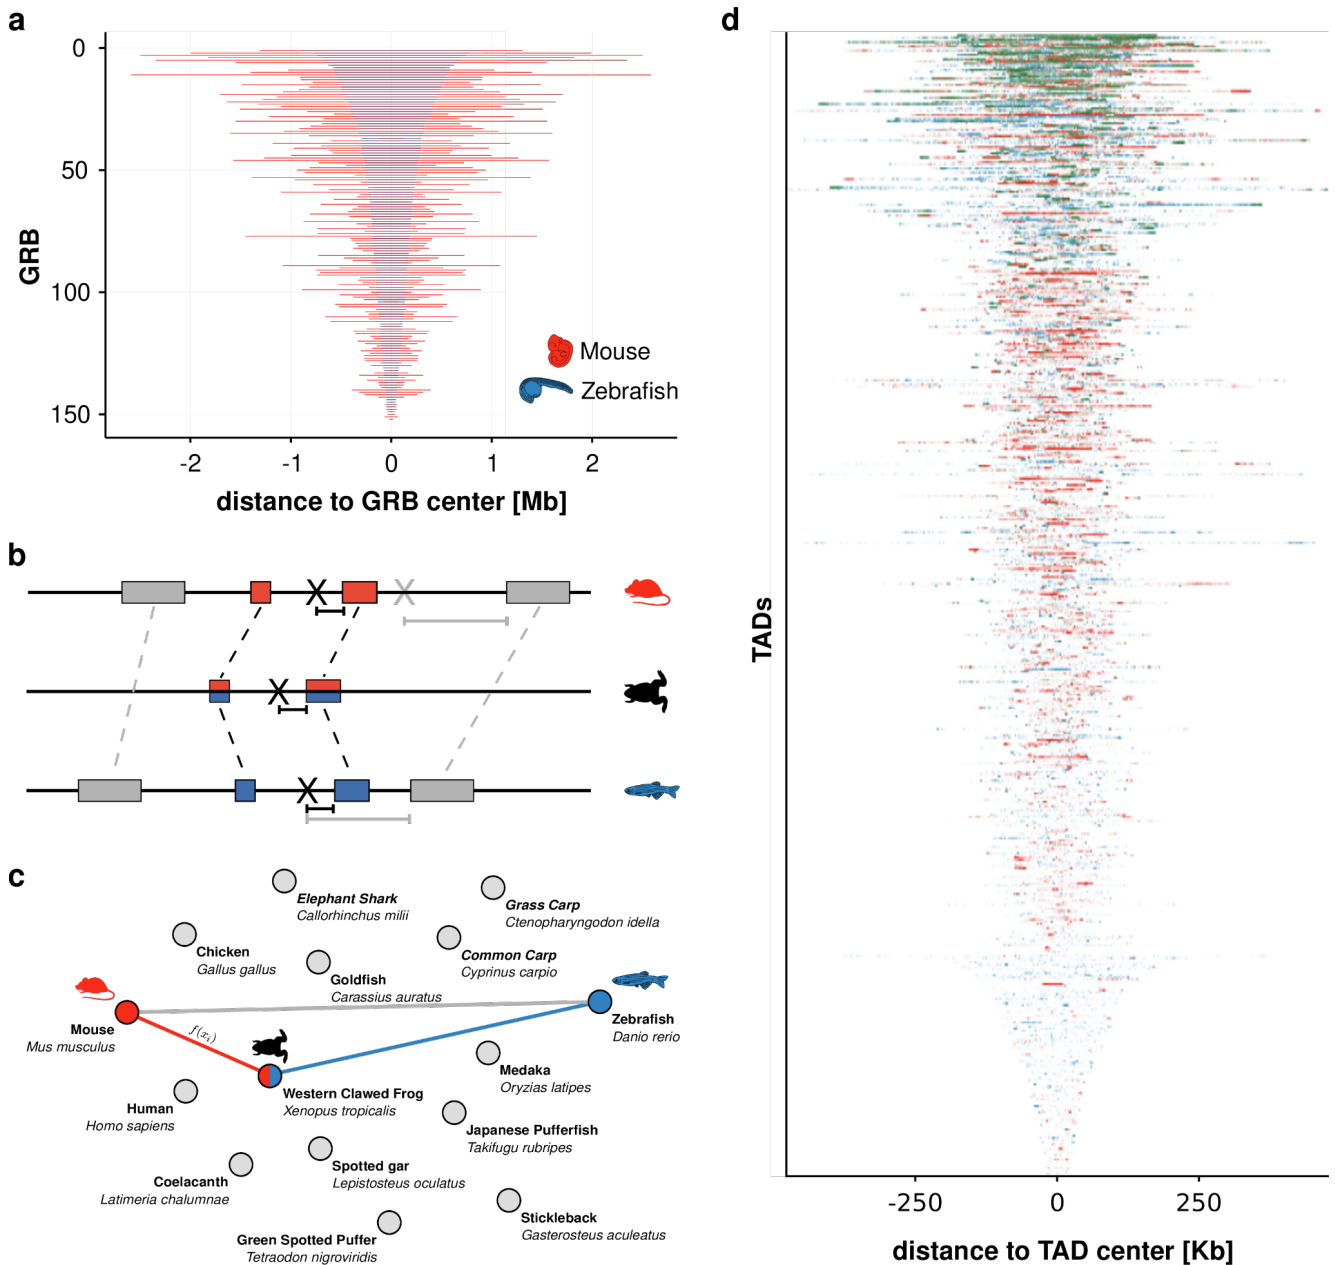 a
0
50
100
150
GRB
Mouse
Zebrafish
-2
-1
0
1
2
distance to GRB center [Mb]
b
X
X
X
X
c
Elephant Shark
Callorhinchus milii
Grass Carp
Ctenopharyngodon idella
Chicken
Gallus gallus
Common Carp
Cyprinus carpio
Goldfish
Carassius auratus
Mouse
Mus musculus
f(x_i)
Zebrafish
Danio rerio
Western Clawed Frog
Xenopus tropicalis
Medaka
Oryzias latipes
Human
Homo sapiens
Japanese Pufferfish
Takifugu rubripes
Coelacanth
Latimeria chalumnae
Spotted gar
Lepistosteus oculatus
Stickleback
Gasterosteus aculeatus
Green Spotted Puffer
Tetraodon nigroviridis
d
TADs
-250
0
250
distance to TAD center [Kb]